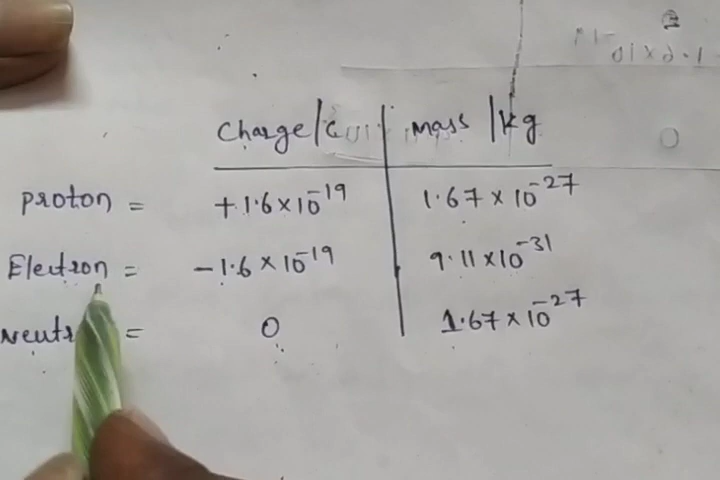 Charge/C mass/kg
proton = +1.6×10⁻¹⁹ 1.67×10⁻²⁷
Electron = -1.6×10⁻¹⁹ 9.11×10⁻³¹
= 0 1.67×10⁻²⁷